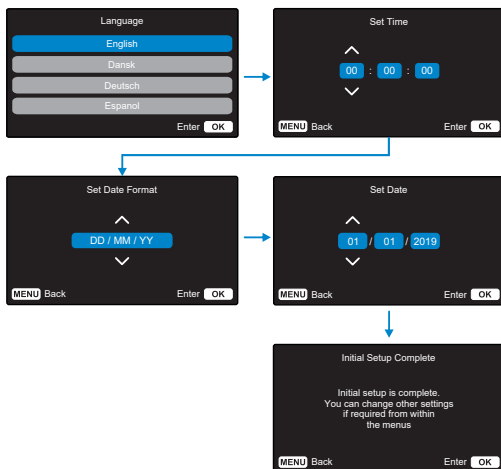 Language
English
Dansk
Deutsch
Espanol
Enter OK
Set Time
00 : 00 : 00
MENU Back Enter OK
Set Date Format
DD / MM / YY
MENU Back Enter OK
Set Date
01 / 01 / 2019
MENU Back Enter OK
Initial Setup Complete
Initial setup is complete.
You can change other settings
if required from within
the menus
MENU Back Enter OK